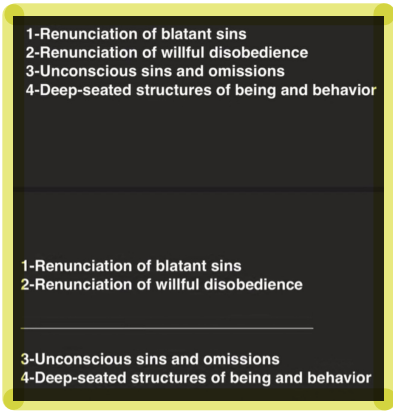 1-Renunciation of blatant sins
2-Renunciation of willful disobedience
3-Unconscious sins and omissions
4-Deep-seated structures of being and behavior
1-Renunciation of blatant sins
2-Renunciation of willful disobedience
3-Unconscious sins and omissions
4-Deep-seated structures of being and behavior